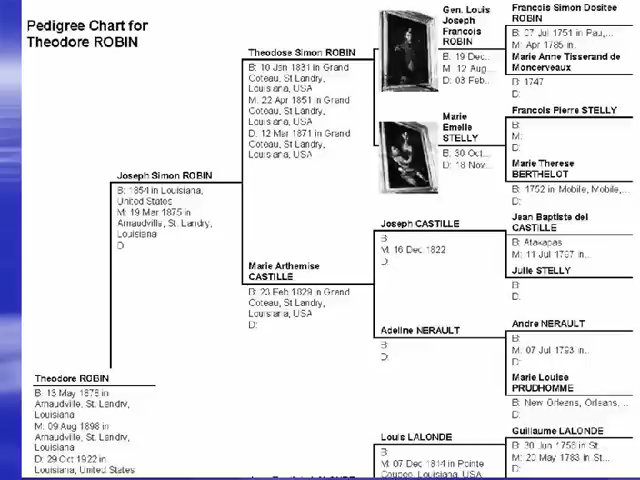 Pedigree Chart for
Theodore ROBIN
Theodore ROBIN
B: 13 May 1876 in
Arnaudville, St. Landry,
Louisiana
M: 09 Aug 1898 in
Arnaudville, St. Landry,
Louisiana
D: 29 Oct 1922 in
Louisiana, United States
Joseph Simon ROBIN
B: 1854 in Louisiana,
United States
M: 19 Mar 1875 in
Arnaudville, St. Landry,
Louisiana
D:
Theodose Simon ROBIN
B: 10 Jan 1831 in Grand
Coteau, St Landry,
Louisiana, USA
M: 22 Apr 1851 in Grand
Coteau, St Landry,
Louisiana, USA
D: 12 Mar 1871 in Grand
Coteau, St Landry,
Louisiana, USA
Marie Arthemise
CASTILLE
B: 23 Feb 1829 in Grand
Coteau, St Landry,
Louisiana, USA
D:
Gen. Louis
Joseph
Francois
ROBIN
B: 19 Dec...
M: 12 Aug...
D: 03 Feb...
Marie
Emelie
STELLY
B: 30 Oct...
D: 18 Nov...
Joseph CASTILLE
B:
M: 16 Dec 1822
D:
Adeline NERAULT
B:
D:
Louis LALONDE
B:
M: 07 Dec 1814 in Pointe
Coupee, Louisiana, USA
Francois Simon Dositee
ROBIN
B: 07 Jul 1751 in Pau,...
M: Apr 1785 in..
Marie Anne Tisserand de
Moncerveaux
B: 1747
D:
Francois Pierre STELLY
B:
M:
D:
Marie Therese
BERTHELOT
B: 1752 in Mobile, Mobile,...
D:
Jean Baptiste del
CASTILLE
B: Atakapas
M: 11 Jul 1797 in...
Julie STELLY
B:
D:
Andre NERAULT
B:
M: 07 Jul 1793 in...
Marie Louise
PRUDHOMME
B: New Orleans, Orleans,...
D:
Guillaume LALONDE
B: 30 Jun 1756 in St...
M: 20 May 1783 in St...
D: